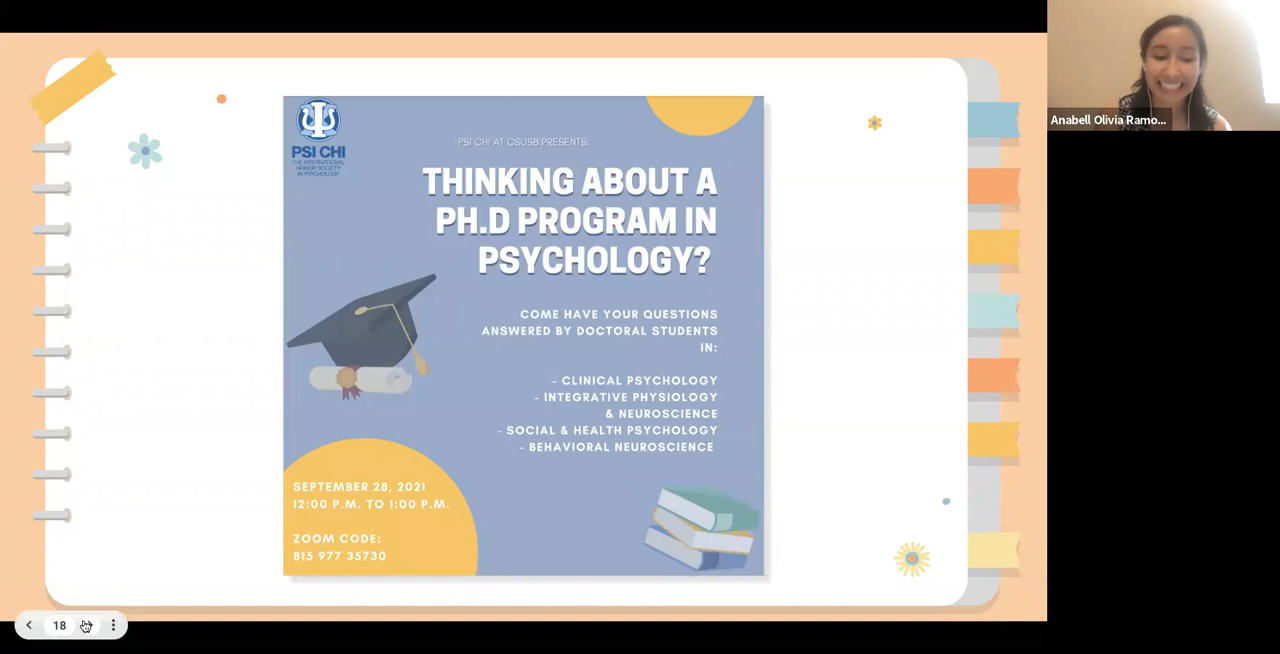 PSI CHI
THE INTERNATIONAL
HONOR SOCIETY
IN PSYCHOLOGY
PSI CHI AT CSUSB PRESENTS:
THINKING ABOUT A
PH.D PROGRAM IN
PSYCHOLOGY?
COME HAVE YOUR QUESTIONS
ANSWERED BY DOCTORAL STUDENTS
IN:
- CLINICAL PSYCHOLOGY
- INTEGRATIVE PHYSIOLOGY
& NEUROSCIENCE
- SOCIAL & HEALTH PSYCHOLOGY
- BEHAVIORAL NEUROSCIENCE
SEPTEMBER 28, 2021
12:00 P.M. TO 1:00 P.M.
ZOOM CODE:
815 977 35730
Anabell Olivia Ramo...
18